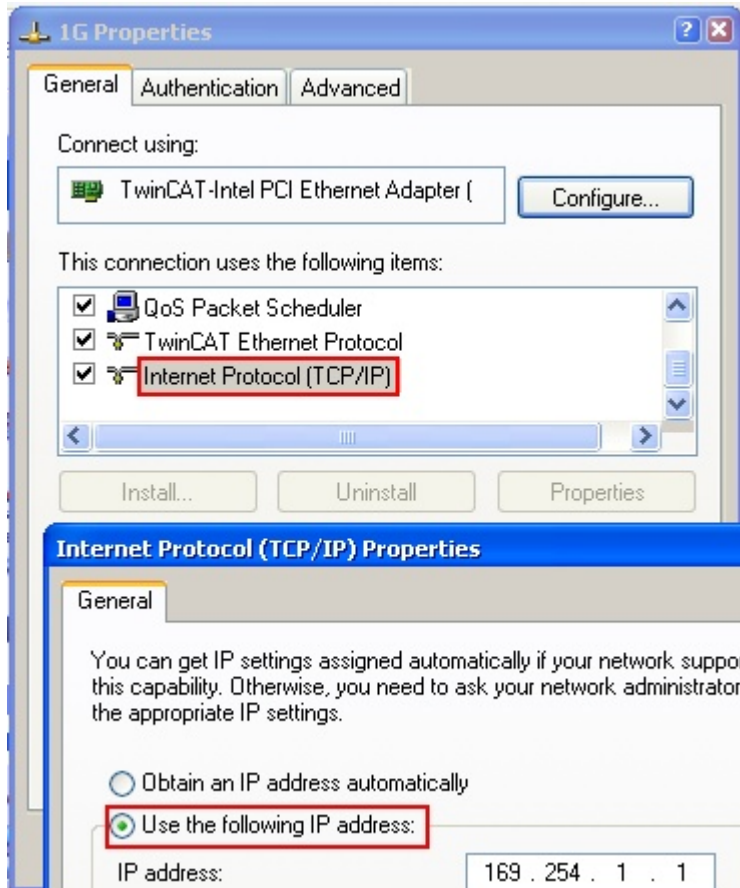 1G Properties
General Authentication Advanced
Connect using:
TwinCAT-Intel PCI Ethernet Adapter (
Configure...
This connection uses the following items:
QoS Packet Scheduler
TwinCAT Ethernet Protocol
Internet Protocol (TCP/IP)
Install... Uninstall Properties
Internet Protocol (TCP/IP) Properties
General
You can get IP settings assigned automatically if your network suppor
this capability. Otherwise, you need to ask your network administrator
the appropriate IP settings.
Obtain an IP address automatically
Use the following IP address:
IP address: 169 . 254 . 1 . 1